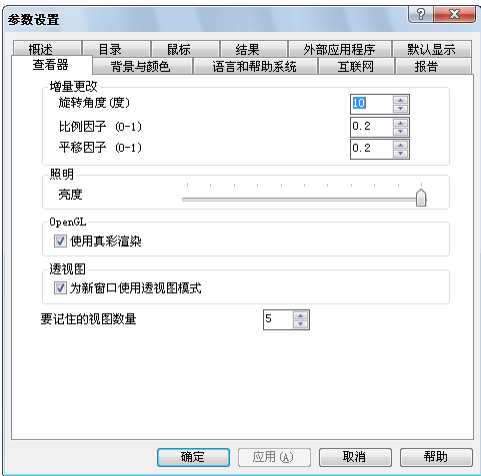 参数设置
概述 目录 鼠标 结果 外部应用程序 默认显示
查看器 背景与颜色 语言和帮助系统 互联网 报告
增量更改
旋转角度(度) 10
比例因子 (0-1) 0.2
平移因子 (0-1) 0.2
照明
亮度
OpenGL
使用真彩渲染
透视图
为新窗口使用透视图模式
要记住的视图数量 5
确定 应用(A) 取消 帮助